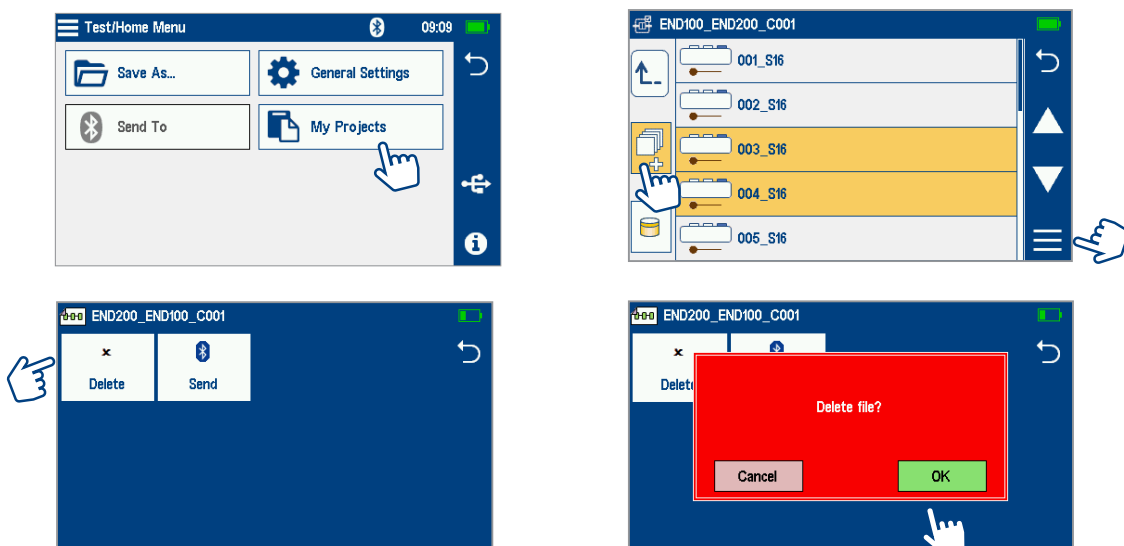 Test/Home Menu 09:09
Save As...
General Settings
Send To
My Projects
END100_END200_C001
001_S16
002_S16
003_S16
004_S16
005_S16
END200_END100_C001
Delete
Send
END200_END100_C001
Delete
Delete file?
Cancel
OK